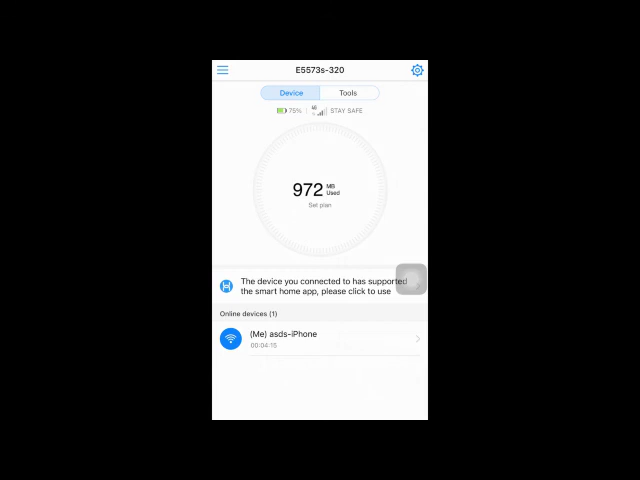 E5573s-320
Device Tools
75% 4G STAY SAFE
972 MB Used
Set plan
The device you connected to has supported
the smart home app, please click to use
Online devices (1)
(Me) asds-iPhone
00:04:15